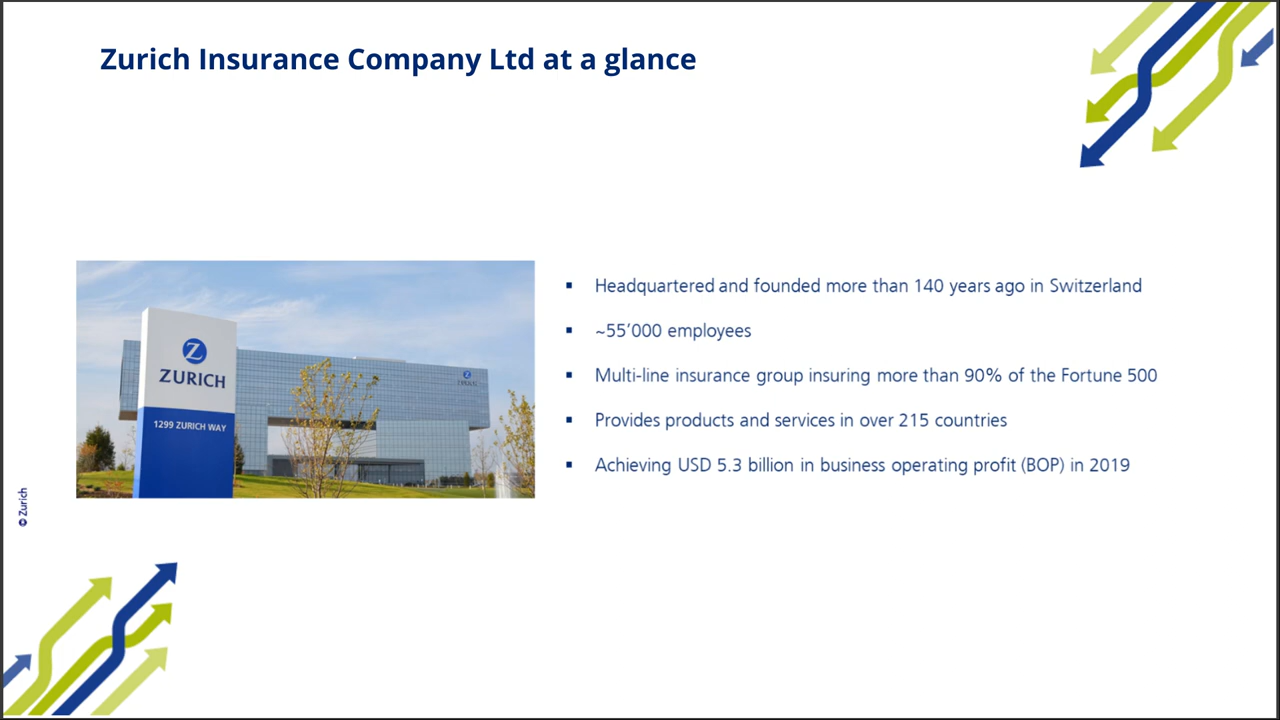 Zurich Insurance Company Ltd at a glance
ZURICH
1299 ZURICH WAY
▪ Headquartered and founded more than 140 years ago in Switzerland
▪ ~55’000 employees
▪ Multi-line insurance group insuring more than 90% of the Fortune 500
▪ Provides products and services in over 215 countries
▪ Achieving USD 5.3 billion in business operating profit (BOP) in 2019
© Zurich